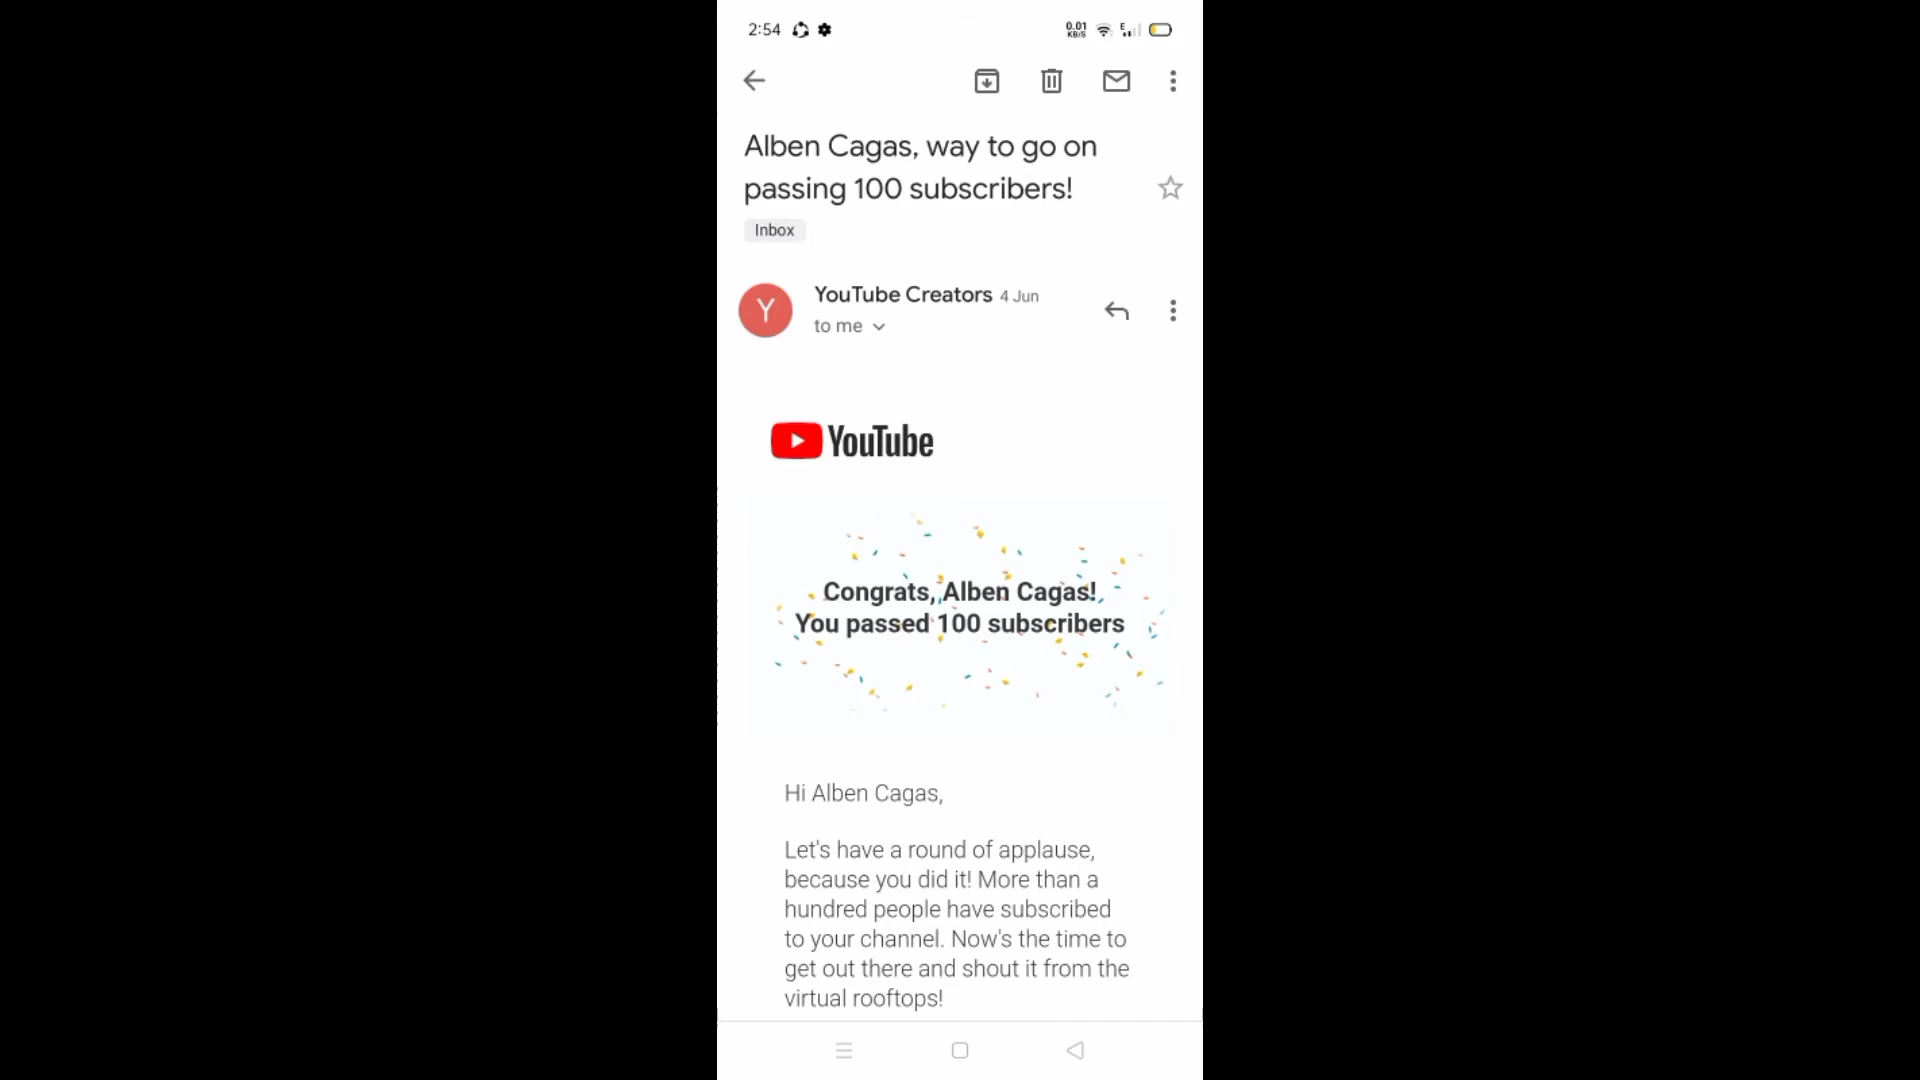 2:54
0.01
KB/S
E
Alben Cagas, way to go on
passing 100 subscribers!
Inbox
Y
YouTube Creators 4 Jun
to me
YouTube
Congrats, Alben Cagas!
You passed 100 subscribers
Hi Alben Cagas,
Let's have a round of applause,
because you did it! More than a
hundred people have subscribed
to your channel. Now's the time to
get out there and shout it from the
virtual rooftops!